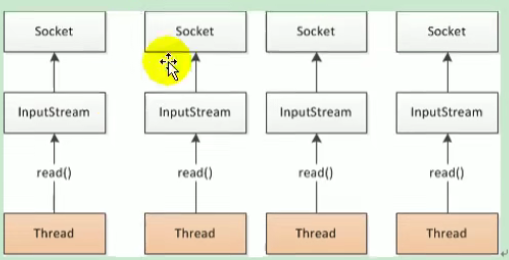 Socket Socket Socket Socket
InputStream InputStream InputStream InputStream
read() read() read() read()
Thread Thread Thread Thread